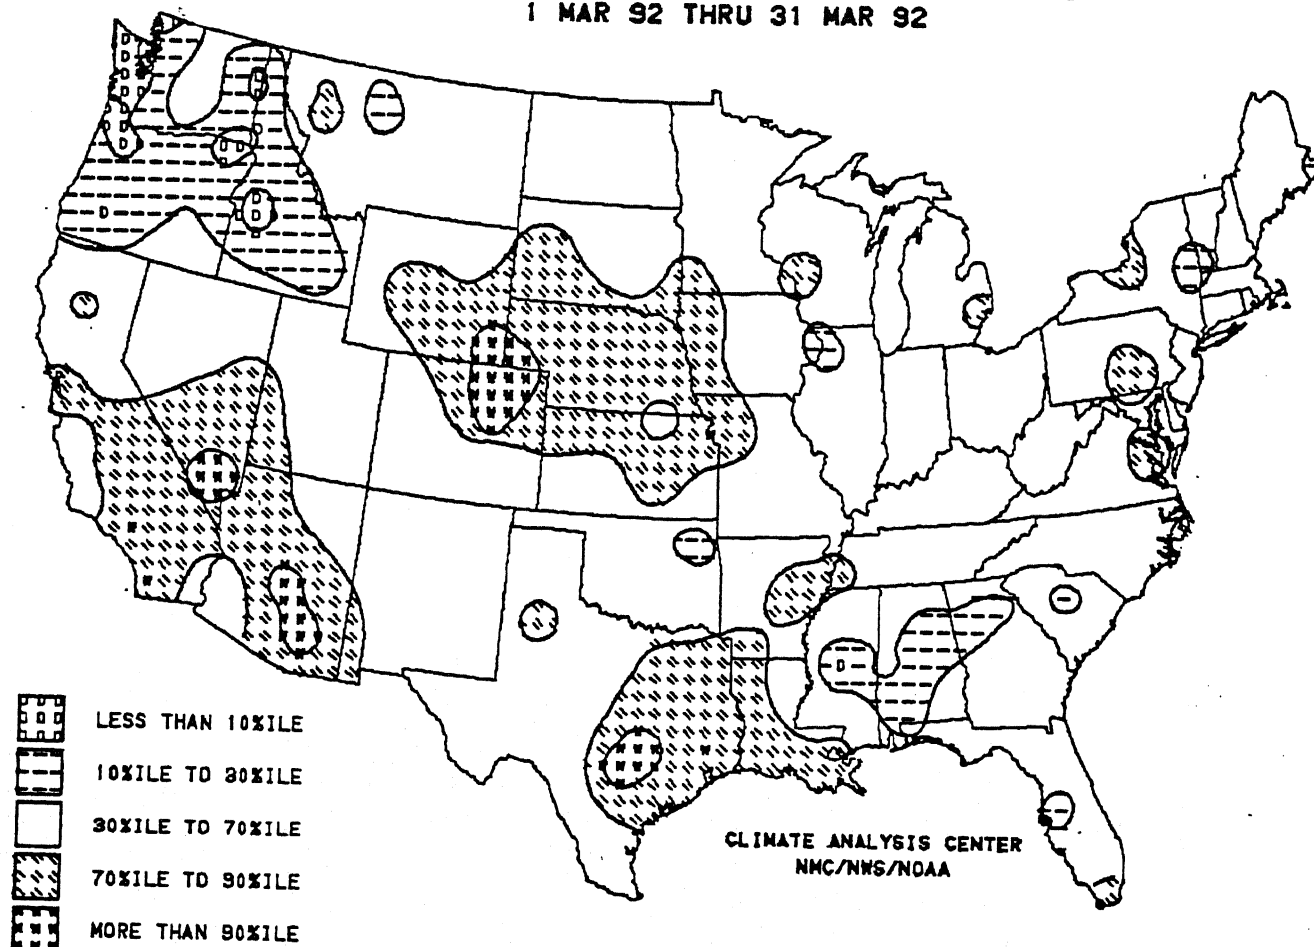 1 MAR 92 THRU 31 MAR 92
LESS THAN 10%ILE
10%ILE TO 30%ILE
30%ILE TO 70%ILE
70%ILE TO 90%ILE
MORE THAN 90%ILE
CLIMATE ANALYSIS CENTER
NMC/NWS/NOAA